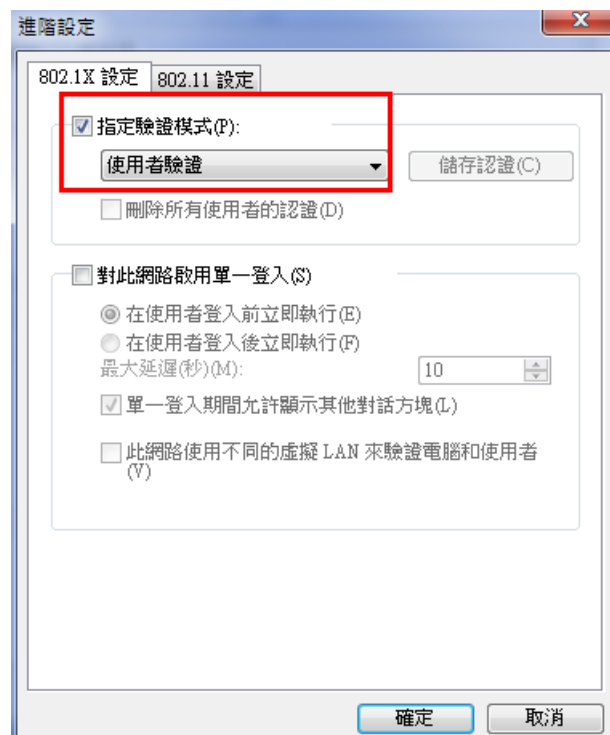 進階設定
802.1X 設定
802.11 設定
指定驗證模式(P):
使用者驗證
儲存認證(C)
刪除所有使用者的認證(D)
對此網路啟用單一登入(S)
在使用者登入前立即執行(E)
在使用者登入後立即執行(F)
最大延遲(秒)(M):
10
單一登入期間允許顯示其他對話方塊(L)
此網路使用不同的虛擬 LAN 來驗證電腦和使用者
(V)
確定
取消